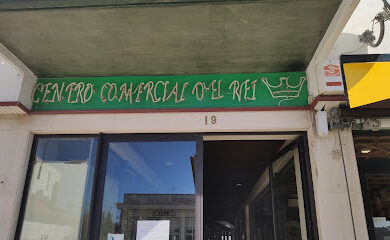 CENTRO COMERCIAL D'EL REI
19